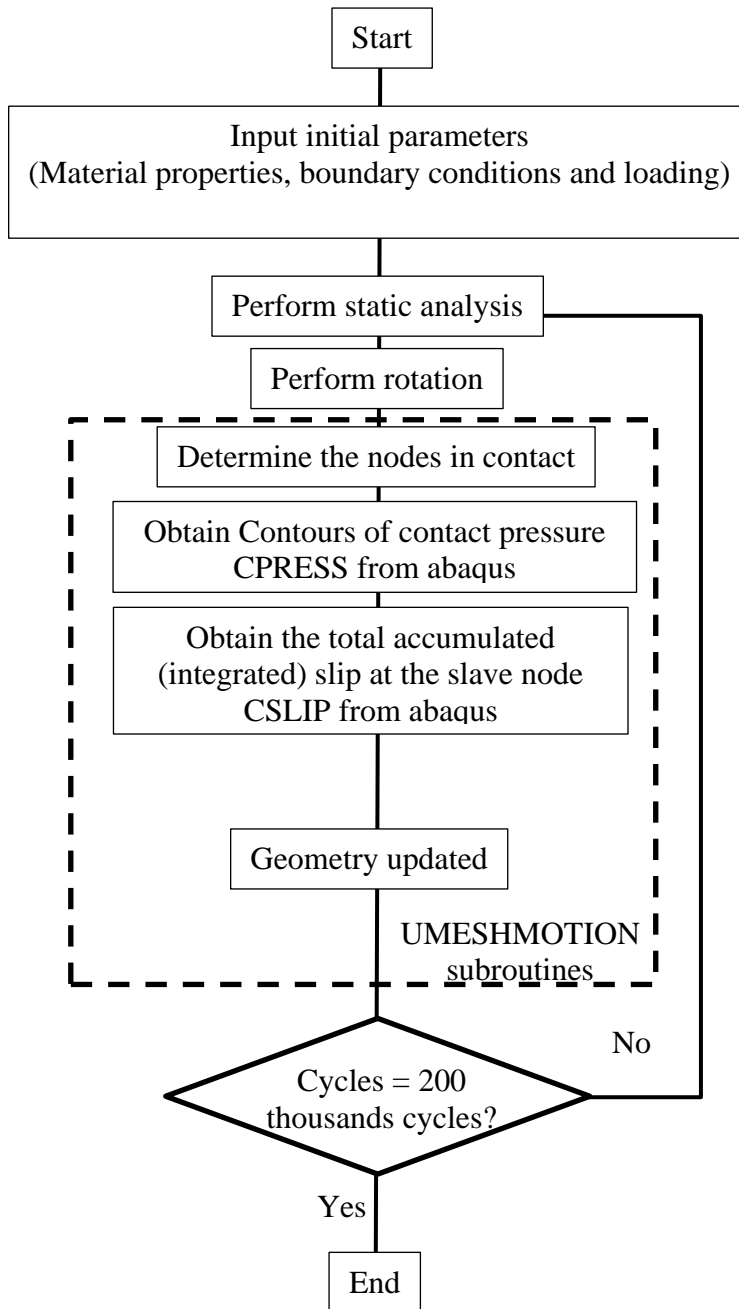 Start
Input initial parameters
(Material properties, boundary conditions and loading)
Perform static analysis
Perform rotation
Determine the nodes in contact
Obtain Contours of contact pressure
CPRESS from abaqus
Obtain the total accumulated
(integrated) slip at the slave node
CSLIP from abaqus
Geometry updated
UMESHMOTION
subroutines
No
Cycles = 200
thousands cycles?
Yes
End